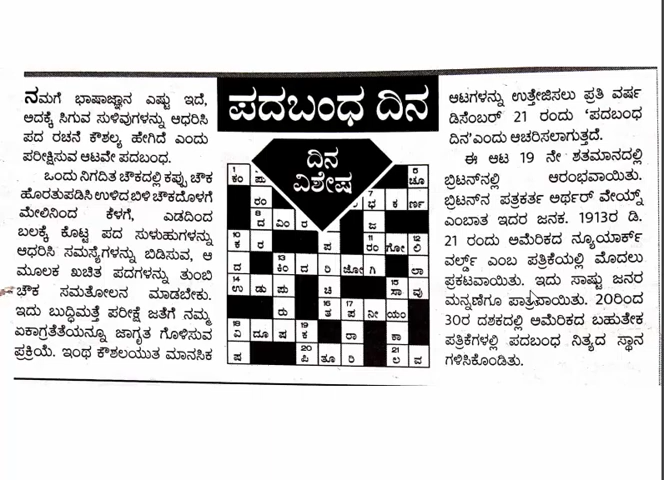 ಪದಬಂಧ ದಿನ
ದಿನ
ವಿಶೇಷ
ನಮಗೆ ಭಾಷಾಜ್ಞಾನ ಎಷ್ಟು ಇದೆ,
ಅದಕ್ಕೆ ಸಿಗುವ ಸುಳಿವುಗಳನ್ನು ಆಧರಿಸಿ
ಪದ ರಚನೆ ಕೌಶಲ್ಯ ಹೇಗಿದೆ ಎಂದು
ಪರೀಕ್ಷಿಸುವ ಆಟವೇ ಪದಬಂಧ.
ಒಂದು ನಿಗದಿತ ಚೌಕದಲ್ಲಿ ಕಪ್ಪು ಚೌಕ
ಹೊರತುಪಡಿಸಿ ಉಳಿದ ಬಿಳಿ ಚೌಕದೊಳಗೆ
ಮೇಲಿನಿಂದ ಕೆಳಗೆ, ಎಡದಿಂದ
ಬಲಕ್ಕೆ ಕೊಟ್ಟ ಪದ ಸುಳುಹುಗಳನ್ನು
ಆಧರಿಸಿ ಸಮಸ್ಯೆಗಳನ್ನು ಬಿಡಿಸುವ, ಆ
ಮೂಲಕ ಖಚಿತ ಪದಗಳನ್ನು ತುಂಬಿ
ಚೌಕ ಸಮತೋಲನ ಮಾಡಬೇಕು.
ಇದು ಬುದ್ಧಿಮತ್ತೆ ಪರೀಕ್ಷೆ ಜತೆಗೆ ನಮ್ಮ
ಏಕಾಗ್ರತೆತೆಯನ್ನೂ ಜಾಗೃತ ಗೊಳಿಸುವ
ಪ್ರಕ್ರಿಯೆ. ಇಂಥ ಕೌಶಲಯುತ ಮಾನಸಿಕ
ಆಟಗಳನ್ನು ಉತ್ತೇಜಿಸಲು ಪ್ರತಿ ವರ್ಷ
ಡಿಸೆಂಬರ್ 21 ರಂದು 'ಪದಬಂಧ
ದಿನ'ಎಂದು ಆಚರಿಸಲಾಗುತ್ತದೆ.
ಈ ಆಟ 19 ನೇ ಶತಮಾನದಲ್ಲಿ
ಬ್ರಿಟನ್‌ನಲ್ಲಿ ಆರಂಭವಾಯಿತು.
ಬ್ರಿಟನ್‌ನ ಪತ್ರಕರ್ತ ಅರ್ಥರ್ ವೇಯ್ನ್
ಎಂಬಾತ ಇದರ ಜನಕ. 1913ರ ಡಿ.
21 ರಂದು ಅಮೆರಿಕದ ನ್ಯೂಯಾರ್ಕ್
ವರ್ಲ್ಡ್ ಎಂಬ ಪತ್ರಿಕೆಯಲ್ಲಿ ಮೊದಲು
ಪ್ರಕಟವಾಯಿತು. ಇದು ಸಾಷ್ಟು ಜನರ
ಮನ್ನಣೆಗೂ ಪಾತ್ರವಾಯಿತು. 20ರಿಂದ
30ರ ದಶಕದಲ್ಲಿ ಅಮೆರಿಕದ ಬಹುತೇಕ
ಪತ್ರಿಕೆಗಳಲ್ಲಿ ಪದಬಂಧ ನಿತ್ಯದ ಸ್ಥಾನ
ಗಳಿಸಿಕೊಂಡಿತು.